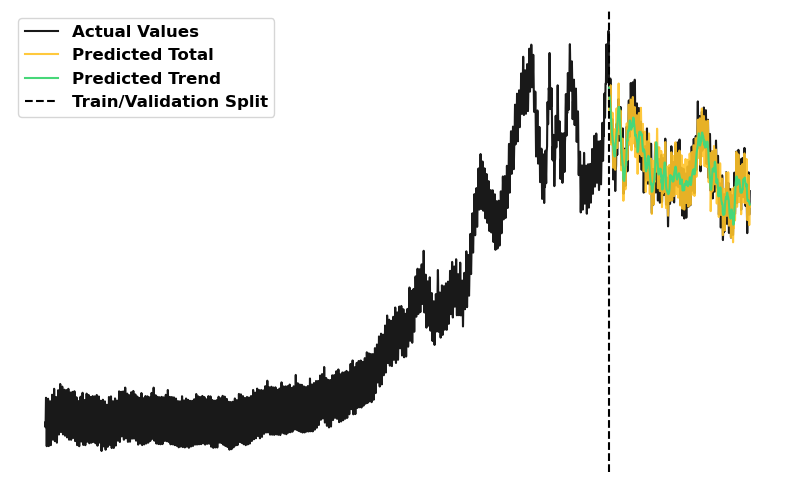 Actual Values
Predicted Total
Predicted Trend
Train/Validation Split